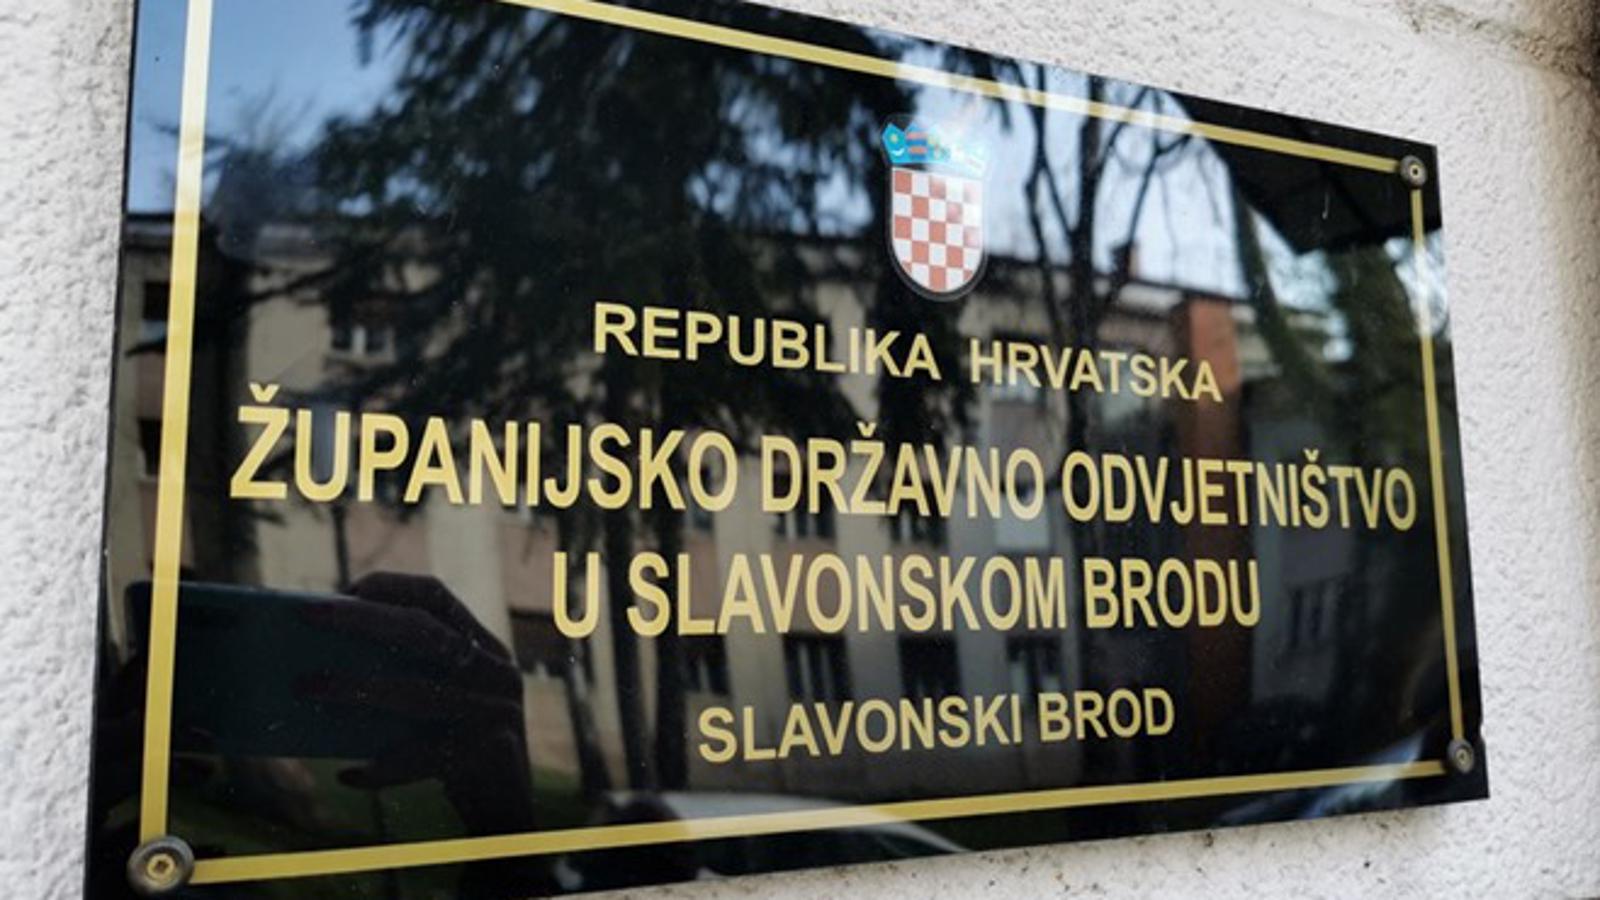 REPUBLIKA HRVATSKA
ŽUPANIJSKO DRŽAVNO ODVJETNIŠTVO
U SLAVONSKOM BRODU
SLAVONSKI BROD